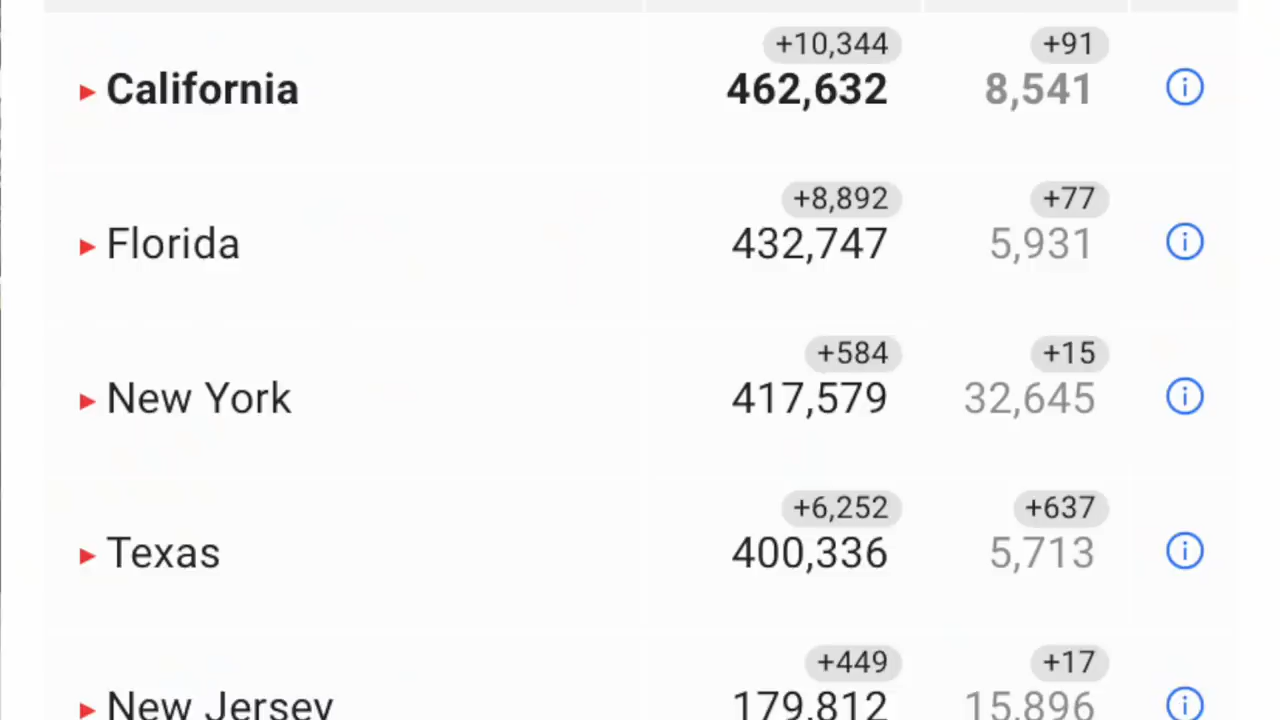 +10,344 +91
California 462,632 8,541
+8,892 +77
Florida 432,747 5,931
+584 +15
New York 417,579 32,645
+6,252 +637
Texas 400,336 5,713
+449 +17
New Jersey 179,812 15,896